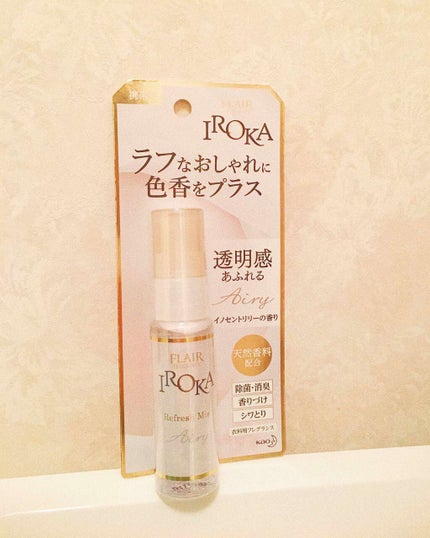 FLAIR
IROKA
ラフなおしゃれに
色香をプラス
透明感
あふれる
Airy
イノセントリリーの香り
天然香料
配合
除菌・消臭
香りづけ
シワとり
衣料用フレグランス
Kao
FLAIR
IROKA
Refresh Mist
Airy